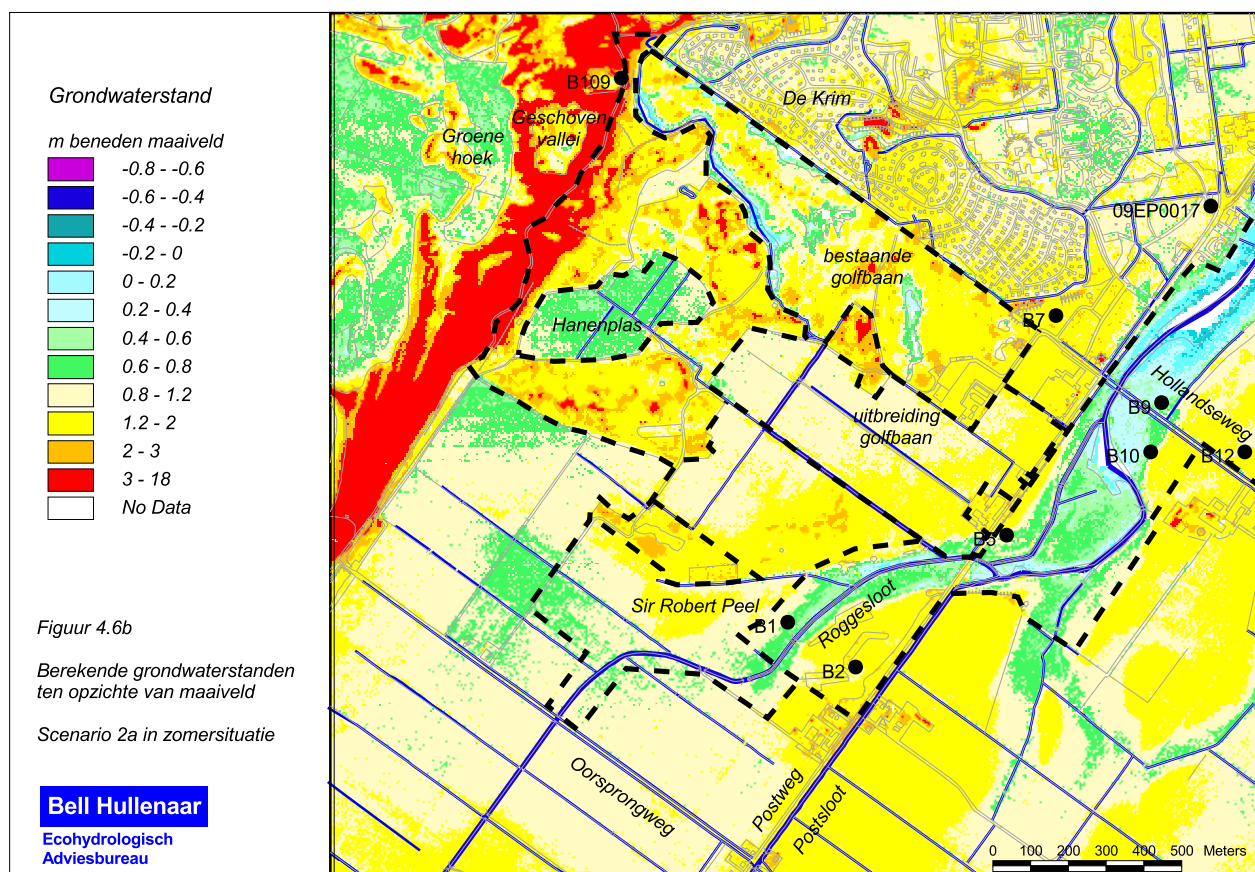 Grondwaterstand
m beneden maaiveld
-0.8 - -0.6
-0.6 - -0.4
-0.4 - -0.2
-0.2 - 0
0 - 0.2
0.2 - 0.4
0.4 - 0.6
0.6 - 0.8
0.8 - 1.2
1.2 - 2
2 - 3
3 - 18
No Data
Figuur 4.6b
Berekende grondwaterstanden
ten opzichte van maaiveld
Scenario 2a in zomersituatie
Bell Hullenaar
Ecohydrologisch
Adviesbureau
B109
De Krim
Geschoven
vallei
Groene
hoek
09EP0017
bestaande
golfbaan
B7
Hanenplas
Hollandseweg
B9
uitbreiding
golfbaan
B10
B12
B3
Sir Robert Peel
Roggesloot
B1
B2
Oorsprongweg
Postweg
Postsloot
0 100 200 300 400 500 Meters